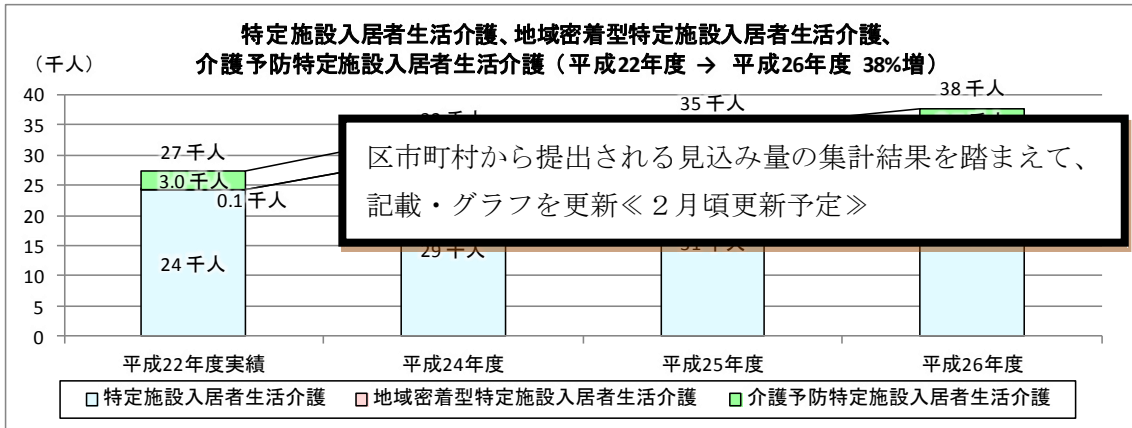 特定施設入居者生活介護、地域密着型特定施設入居者生活介護、
介護予防特定施設入居者生活介護（平成22年度 → 平成26年度 38%増）
（千人）
40
35
30
25
20
15
10
5
0
27 千人
3.0 千人
0.1 千人
24 千人
29 千人
35 千人
38 千人
区市町村から提出される見込み量の集計結果を踏まえて、
記載・グラフを更新≪２月頃更新予定≫
平成22年度実績
平成24年度
平成25年度
平成26年度
特定施設入居者生活介護
地域密着型特定施設入居者生活介護
介護予防特定施設入居者生活介護